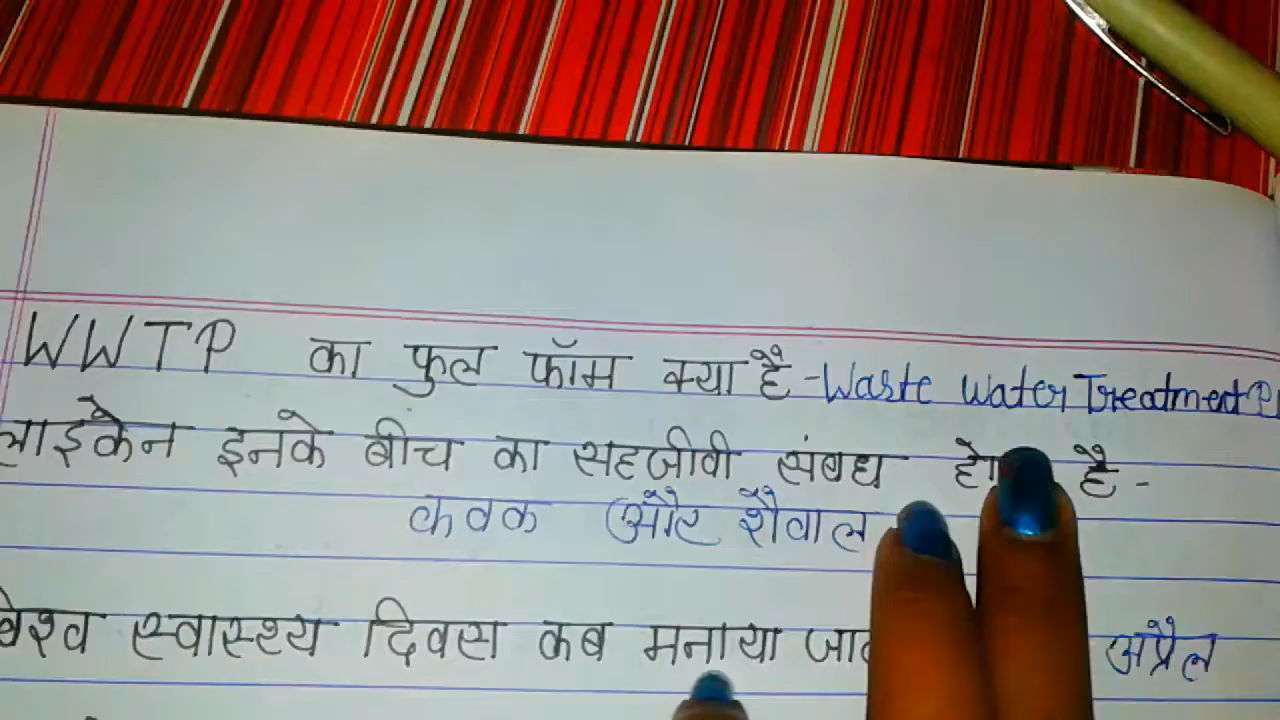 WWTP का फुल फॉम क्या है - Waste Water Treatment
लाइकेन इनके बीच का सहजीवी संबध है -
कवक और शैवाल
विश्व स्वास्थ्य दिवस कब मनाया अप्रैल